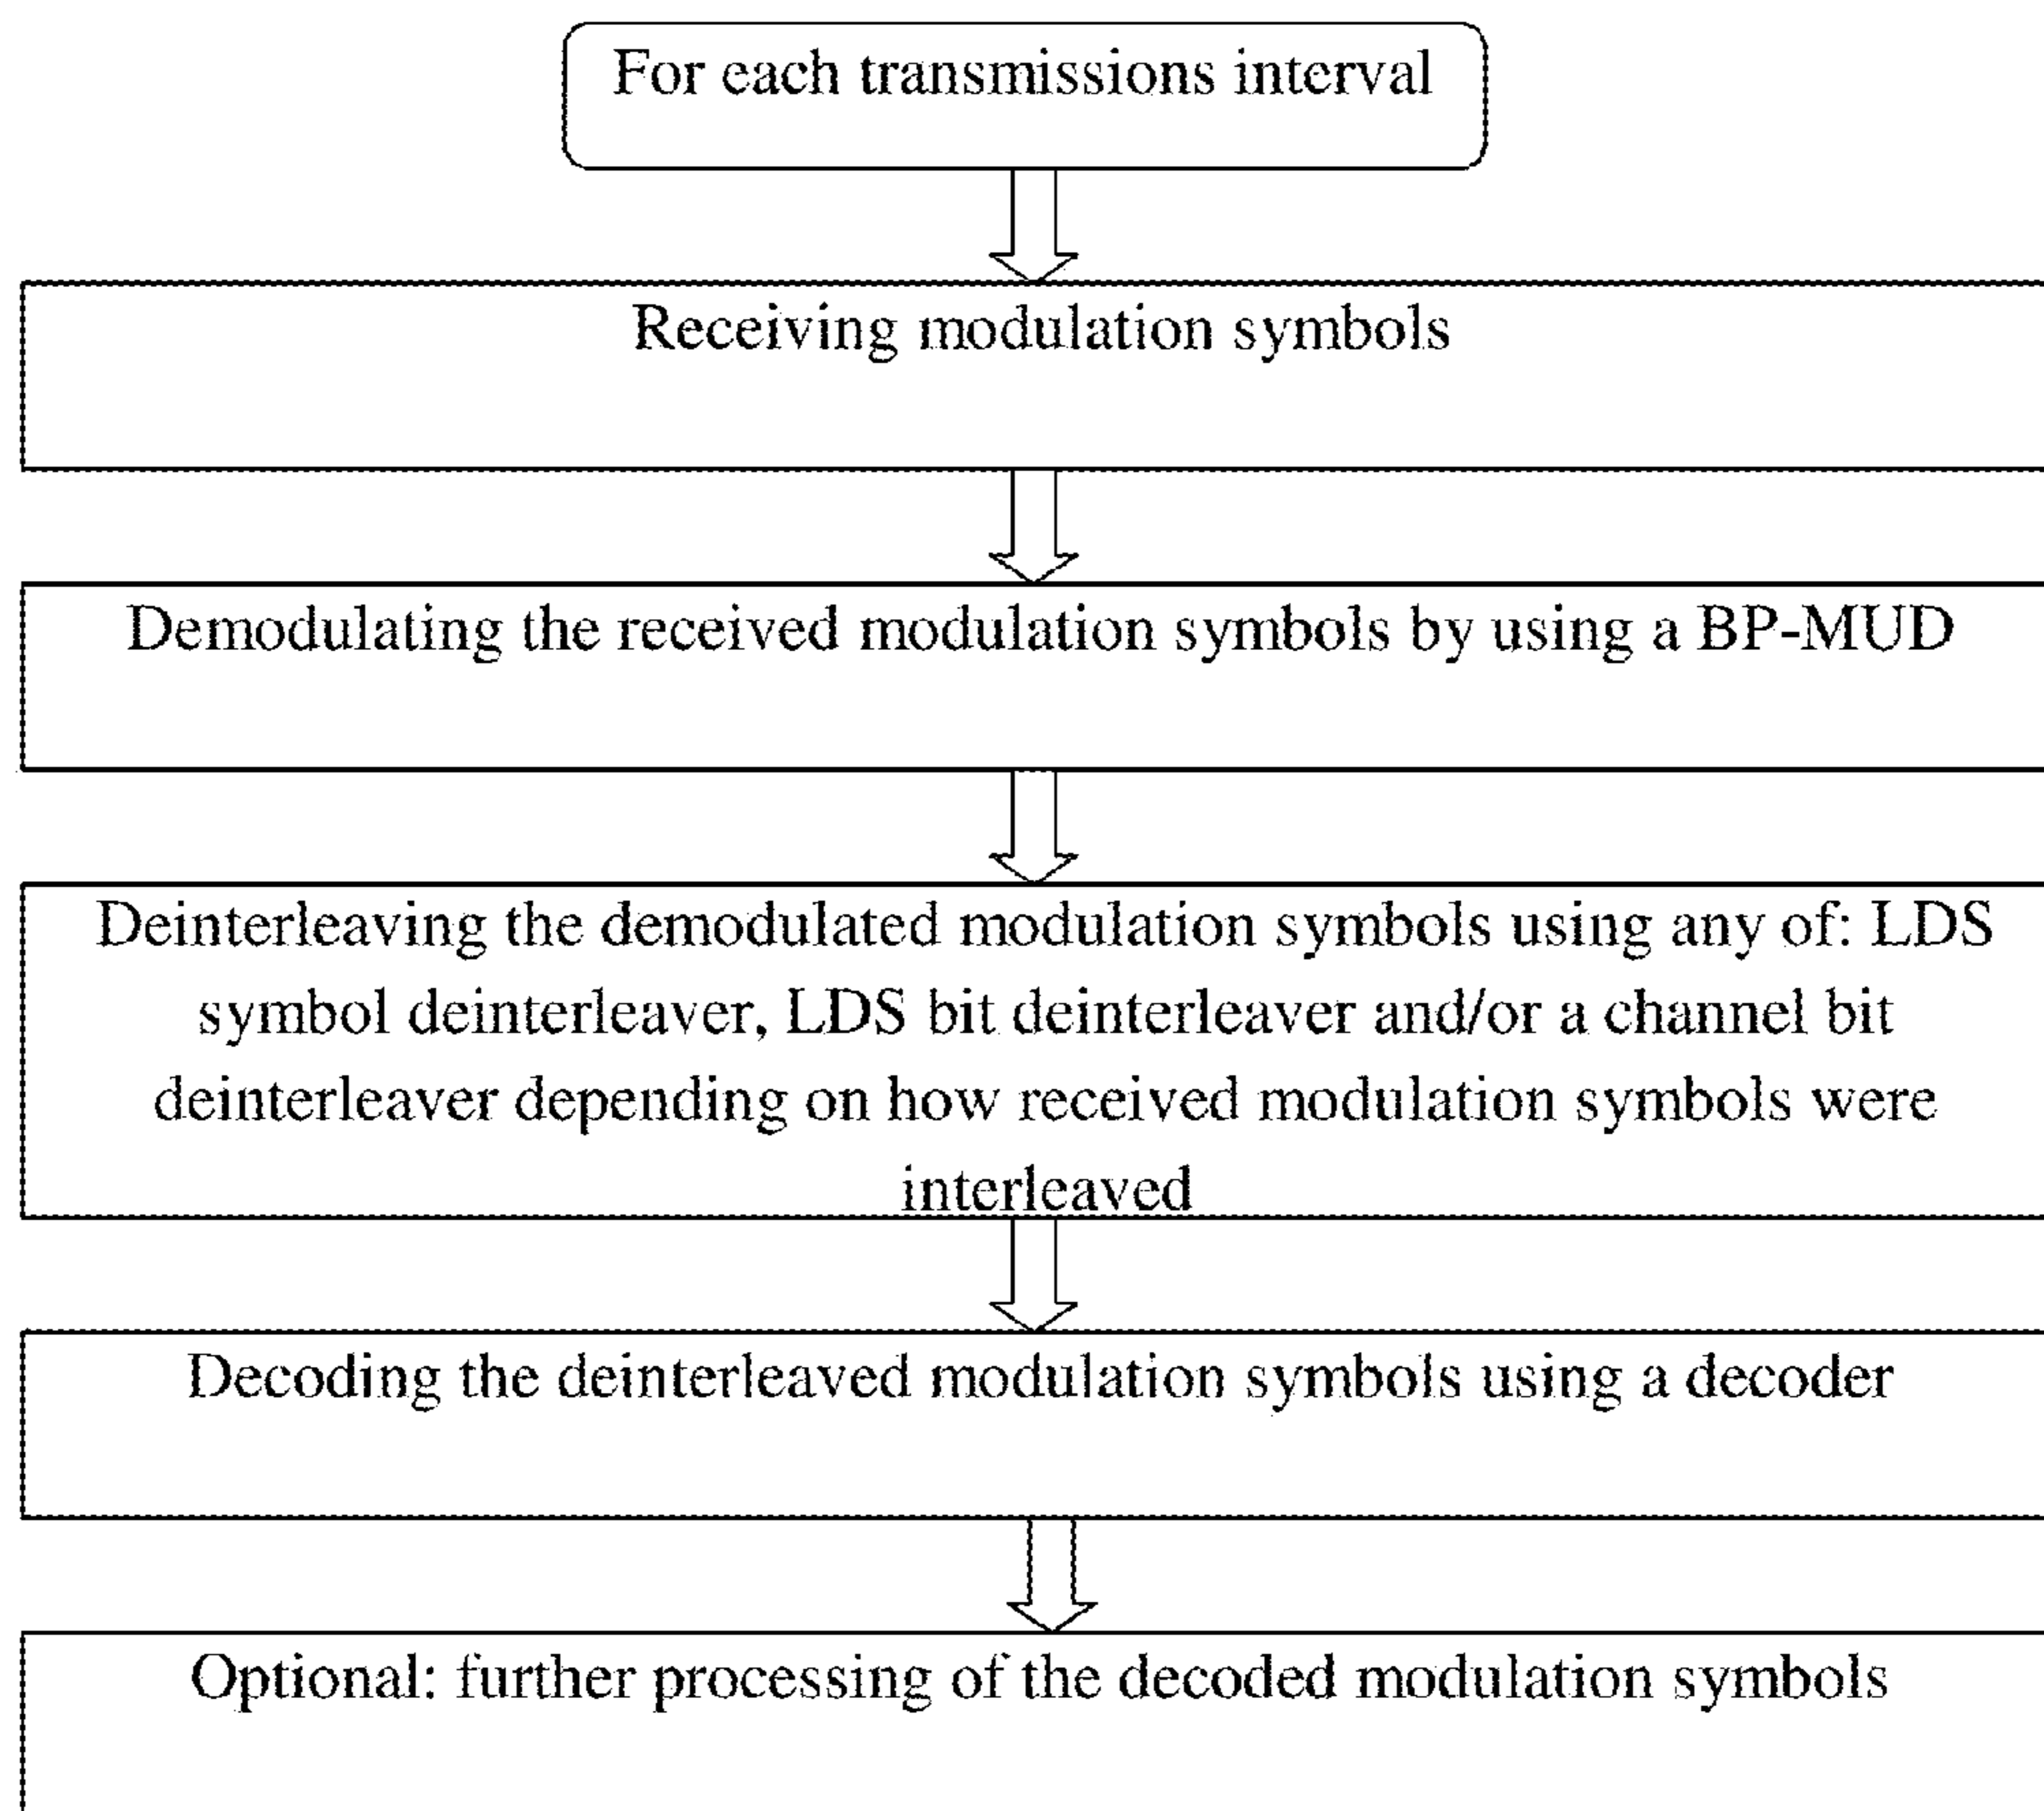 For each transmissions interval
Receiving modulation symbols
Demodulating the received modulation symbols by using a BP-MUD
Deinterleaving the demodulated modulation symbols using any of: LDS
symbol deinterleaver, LDS bit deinterleaver and/or a channel bit
deinterleaver depending on how received modulation symbols were
interleaved
Decoding the deinterleaved modulation symbols using a decoder
Optional: further processing of the decoded modulation symbols